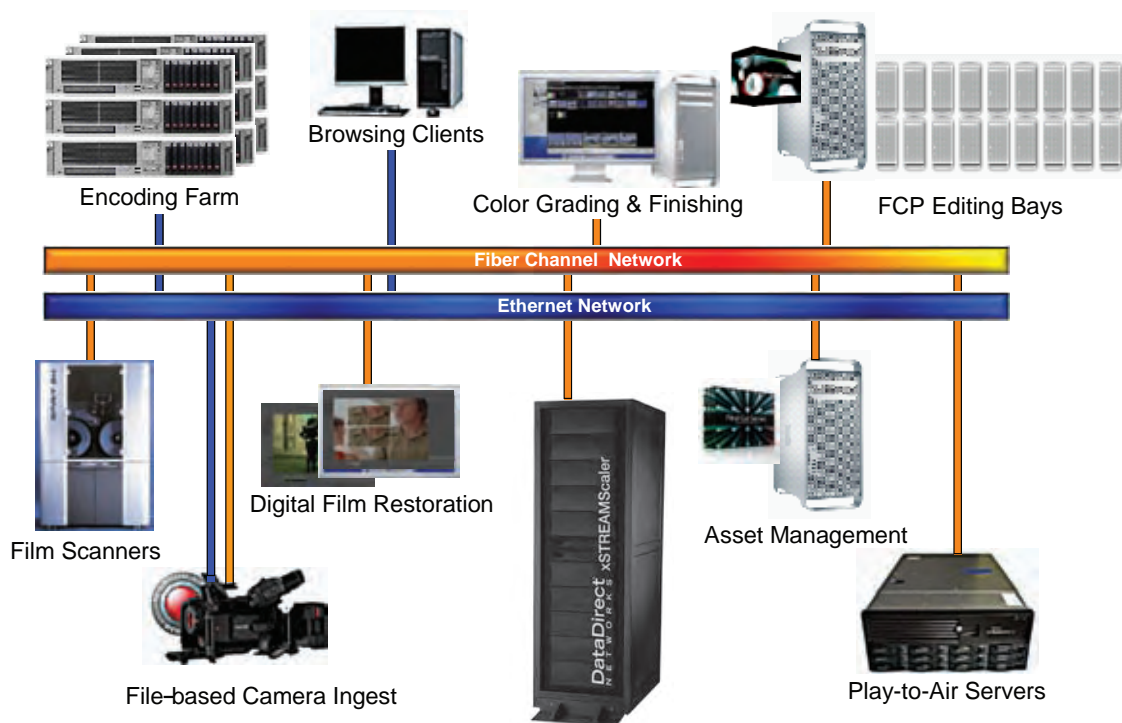 Browsing Clients
Encoding Farm
Color Grading & Finishing
FCP Editing Bays
Fiber Channel Network
Ethernet Network
Digital Film Restoration
Film Scanners
Asset Management
DataDirect
NETWORKS xSTREAMScaler
File-based Camera Ingest
Play-to-Air Servers